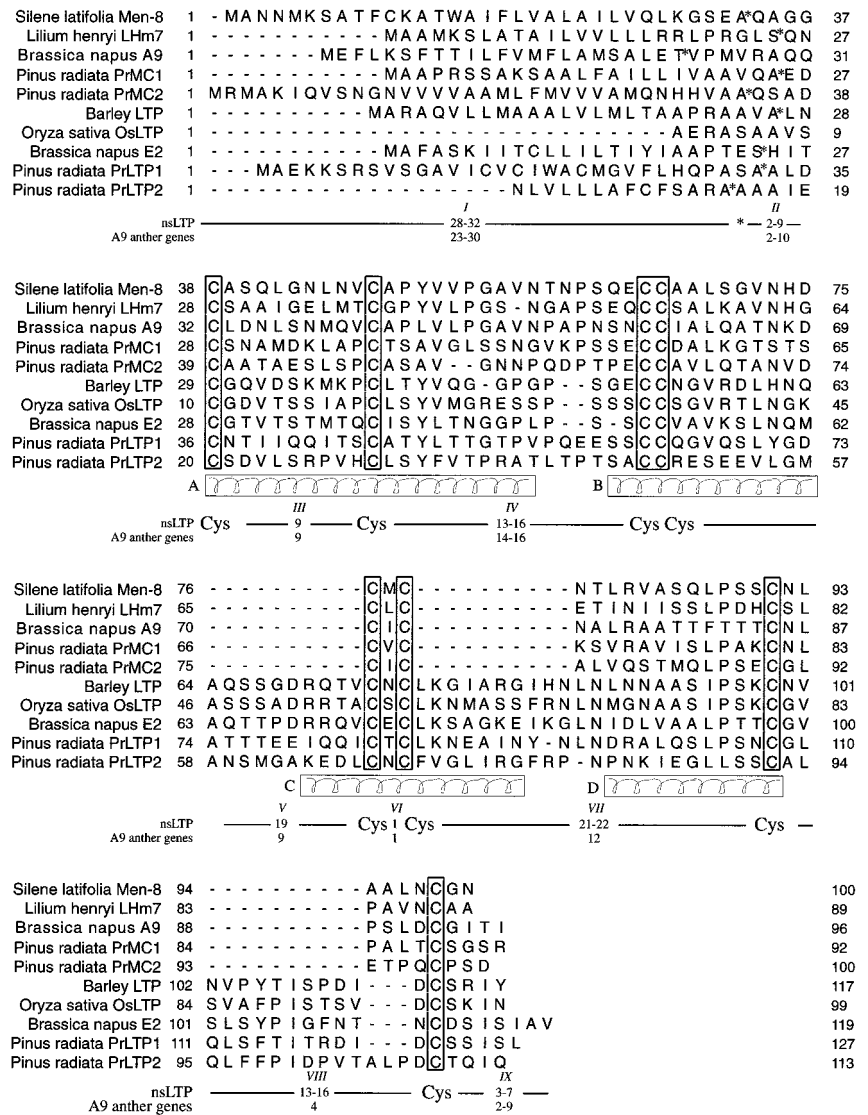 Silene latifolia Men-8 1 - M A N N M K S A T F C K A T W A I F L V A L A I L V Q L K G S E A*Q A G G 37
Lilium henryi LHm7 1 - - - - - - - - - - - M A A M K S L A T A I L V V L L L R R L P R G L S*Q N 27
Brassica napus A9 1 - - - - - - - M E F L K S F T T I L F V M F L A M S A L E T*V P M V R A Q Q 31
Pinus radiata PrMC1 1 - - - - - - - - - - - M A A P R S S A K S A A L F A I L L I V A A V Q A*E D 27
Pinus radiata PrMC2 1 M R M A K I Q V S N G N V V V V A A M L F M V V V A M Q N H H V A A*Q S A D 38
Barley LTP 1 - - - - - - - - - - M A R A Q V L L M A A A L V L M L T A A P R A A V A*L N 28
Oryza sativa OsLTP 1 - - - - - - - - - - - - - - - - - - - - - - - - - - - - - A E R A S A A V S 9
Brassica napus E2 1 - - - - - - - - - - - M A F A S K I I T C L L I L T I Y I A A P T E S*H I T 27
Pinus radiata PrLTP1 1 - - - M A E K K S R S V S G A V I C V C I W A C M G V F L H Q P A S A*A L D 35
Pinus radiata PrLTP2 1 - - - - - - - - - - - - - - - - - - - N L V L L L A F C F S A R A*A A A I E 19
I II
nsLTP 28-32 * 2-9
A9 anther genes 23-30 2-10
Silene latifolia Men-8 38 C A S Q L G N L N V C A P Y V V P G A V N T N P S Q E C C A A L S G V N H D 75
Lilium henryi LHm7 28 C S A A I G E L M T C G P Y V L P G S - N G A P S E Q C C S A L K A V N H G 64
Brassica napus A9 32 C L D N L S N M Q V C A P L V L P G A V N P A P N S N C C I A L Q A T N K D 69
Pinus radiata PrMC1 28 C S N A M D K L A P C T S A V G L S S N G V K P S S E C C D A L K G T S T S 65
Pinus radiata PrMC2 39 C A A T A E S L S P C A S V - - G N N P Q D P T P E C C A V L Q T A N V D 74
Barley LTP 29 C G Q V D S K M K P C L T Y V Q G - G P G P - - S G E C C N G V R D L H N Q 63
Oryza sativa OsLTP 10 C G D V T S S I A P C L S Y V M G R E S S P - - S S S C C S G V R T L N G K 45
Brassica napus E2 28 C G T V T S T M T Q C I S Y L T N G G P L P - - S - S C C V A V K S L N Q M 62
Pinus radiata PrLTP1 36 C N T I I Q Q I T S C A T Y L T T G T P V P Q E E S S C C Q G V Q S L Y G D 73
Pinus radiata PrLTP2 20 C S D V L S R P V H C L S Y F V T P R A T L T P T S A C C R E S E E V L G M 57
A B
III IV
nsLTP Cys 9 Cys 13-16 Cys Cys
A9 anther genes 9 14-16
Silene latifolia Men-8 76 - - - - - - - - - - C M C - - - - - - - - - - N T L R V A S Q L P S S C N L 93
Lilium henryi LHm7 65 - - - - - - - - - - C L C - - - - - - - - - - E T I N I I S S L P D H C S L 82
Brassica napus A9 70 - - - - - - - - - - C I C - - - - - - - - - - N A L R A A T T F T T T C N L 87
Pinus radiata PrMC1 66 - - - - - - - - - - C V C - - - - - - - - - - K S V R A V I S L P A K C N L 83
Pinus radiata PrMC2 75 - - - - - - - - - - C I C - - - - - - - - - - A L V Q S T M Q L P S E C G L 92
Barley LTP 64 A Q S S G D R Q T V C N C L K G I A R G I H N L N L N N A A S I P S K C N V 101
Oryza sativa OsLTP 46 A S S S A D R R T A C S C L K N M A S S F R N L N M G N A A S I P S K C G V 83
Brassica napus E2 63 A Q T T P D R R Q V C E C L K S A G K E I K G L N I D L V A A L P T T C G V 100
Pinus radiata PrLTP1 74 A T T T E E I Q Q I C T C L K N E A I N Y - N L N D R A L Q S L P S N C G L 110
Pinus radiata PrLTP2 58 A N S M G A K E D L C N C F V G L I R G F R P - N P N K I E G L L S S C A L 94
C D
V VI VII
nsLTP 19 Cys 1 Cys 21-22 Cys
A9 anther genes 9 1 12
Silene latifolia Men-8 94 - - - - - - - - - - A A L N C G N 100
Lilium henryi LHm7 83 - - - - - - - - - - P A V N C A A 89
Brassica napus A9 88 - - - - - - - - - - P S L D C G I T I 96
Pinus radiata PrMC1 84 - - - - - - - - - - P A L T C S G S R 92
Pinus radiata PrMC2 93 - - - - - - - - - - E T P Q C P S D 100
Barley LTP 102 N V P Y T I S P D I - - - D C S R I Y 117
Oryza sativa OsLTP 84 S V A F P I S T S V - - - D C S K I N 99
Brassica napus E2 101 S L S Y P I G F N T - - - N C D S I S I A V 119
Pinus radiata PrLTP1 111 Q L S F T I T R D I - - - D C S S I S L 127
Pinus radiata PrLTP2 95 Q L F F P I D P V T A L P D C T Q I Q 113
VIII IX
nsLTP 13-16 Cys 3-7
A9 anther genes 4 2-9